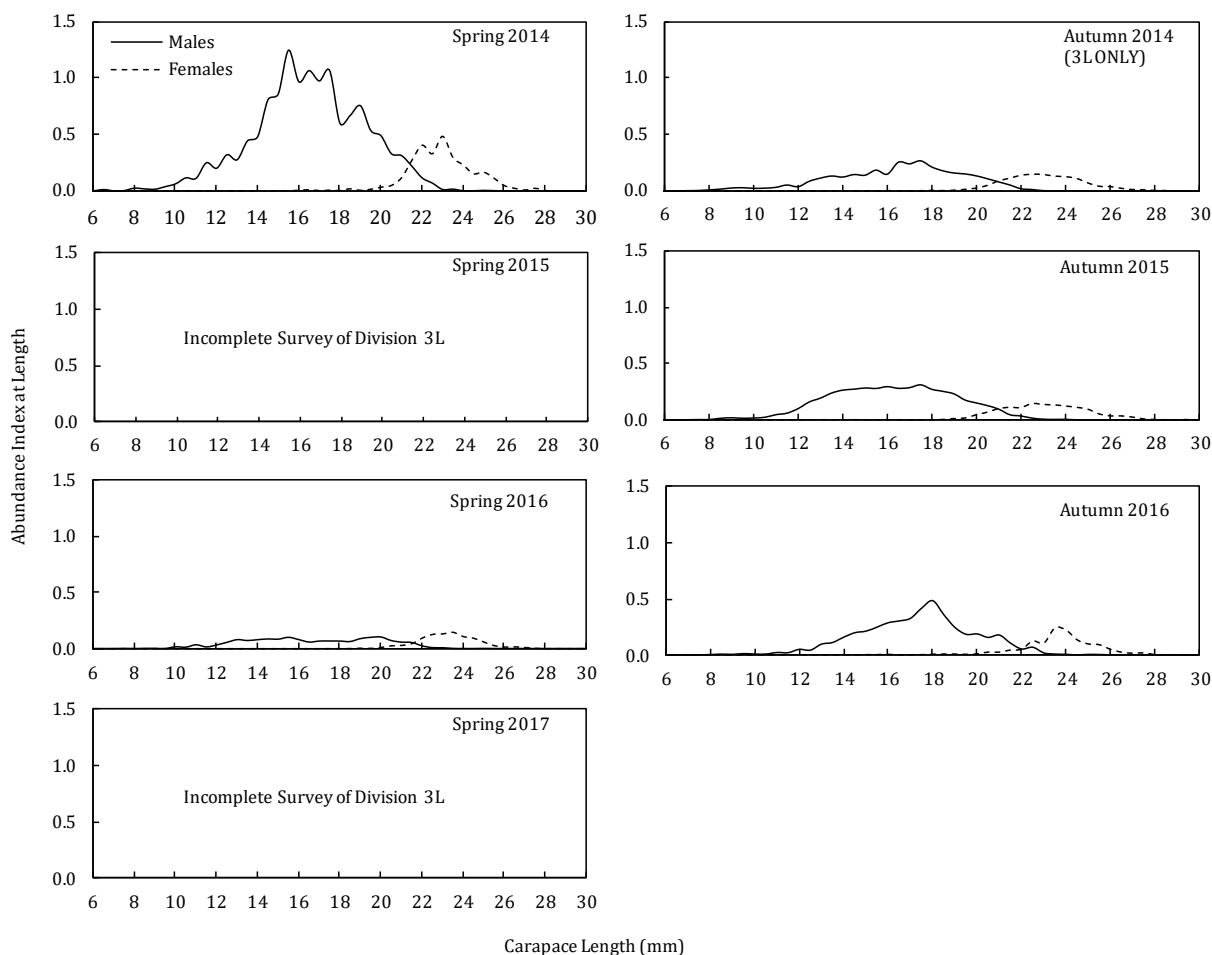 1.5
1.0
0.5
0.0
Males
Females
Spring 2014
6 8 10 12 14 16 18 20 22 24 26 28 30
1.5
1.0
0.5
0.0
Autumn 2014
(3L ONLY)
6 8 10 12 14 16 18 20 22 24 26 28 30
1.5
1.0
0.5
0.0
Spring 2015
Incomplete Survey of Division 3L
6 8 10 12 14 16 18 20 22 24 26 28 30
1.5
1.0
0.5
0.0
Autumn 2015
6 8 10 12 14 16 18 20 22 24 26 28 30
Abundance Index at Length
1.5
1.0
0.5
0.0
Spring 2016
6 8 10 12 14 16 18 20 22 24 26 28 30
1.5
1.0
0.5
0.0
Autumn 2016
6 8 10 12 14 16 18 20 22 24 26 28 30
1.5
1.0
0.5
0.0
Spring 2017
Incomplete Survey of Division 3L
6 8 10 12 14 16 18 20 22 24 26 28 30
Carapace Length (mm)